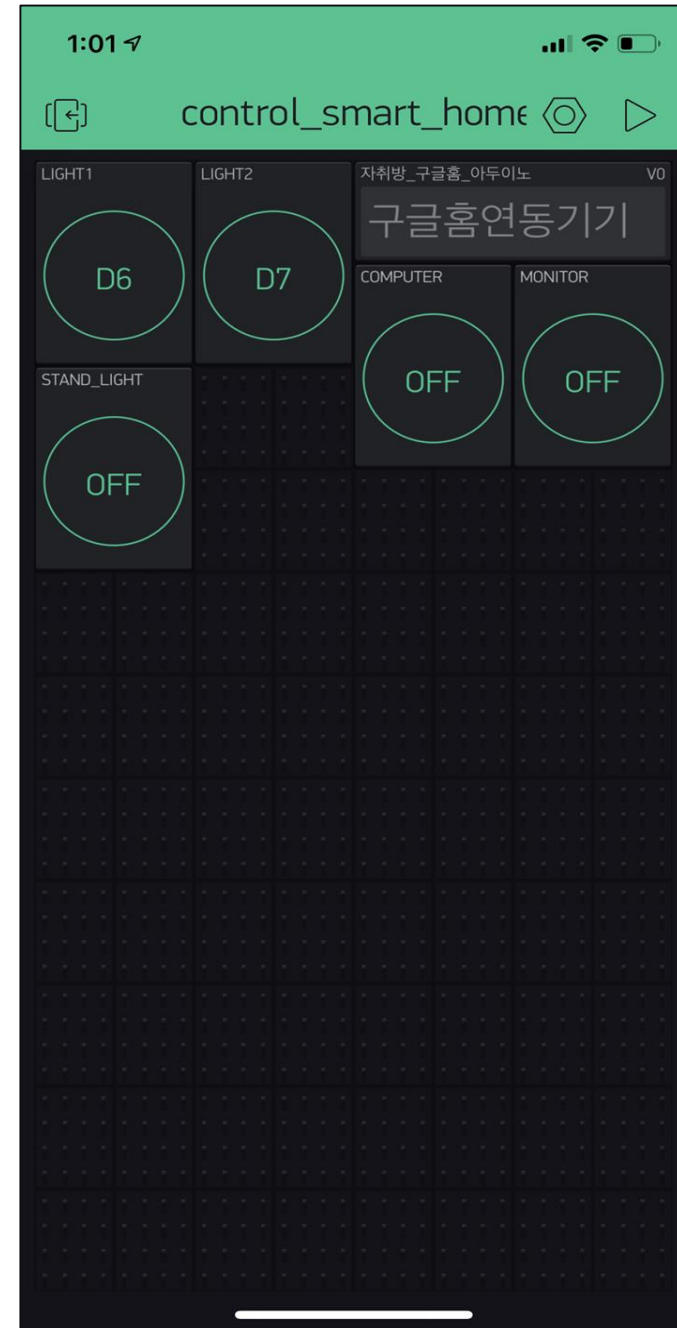 1:01
control_smart_home
LIGHT1
LIGHT2
자취방_구글홈_아두이노
V0
D6
D7
구글홈연동기기
COMPUTER
MONITOR
OFF
OFF
STAND_LIGHT
OFF